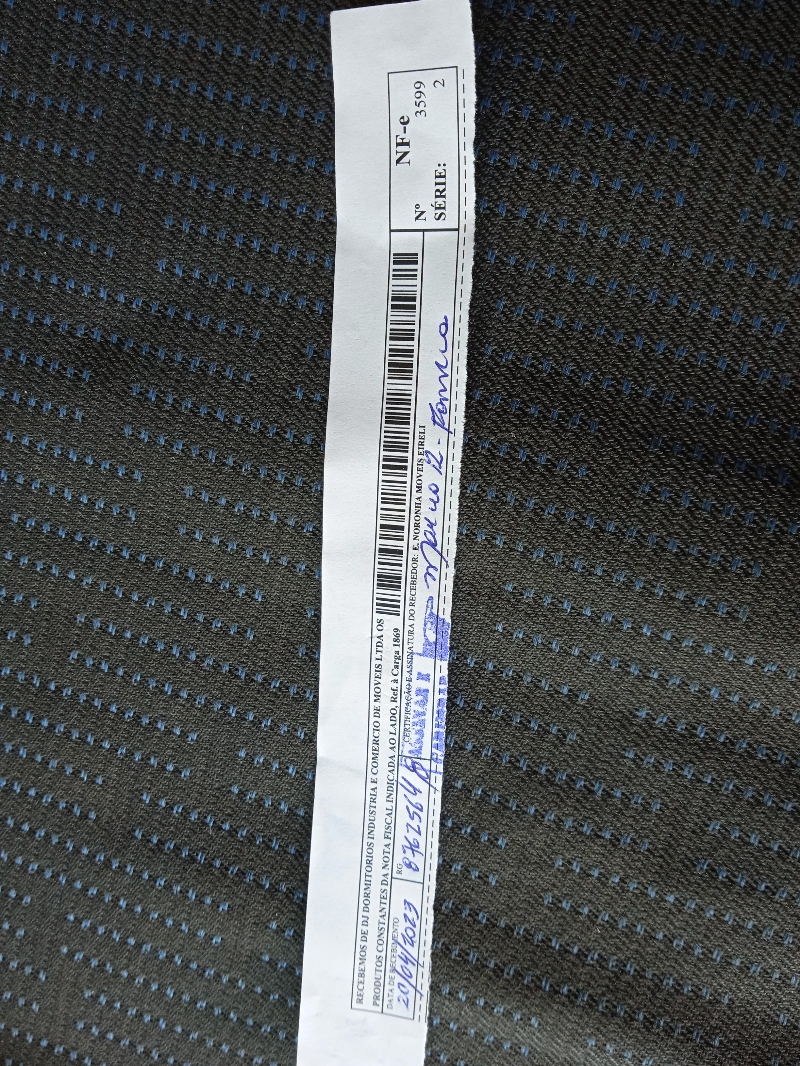 RECEBEMOS DE DJ DORMITORIOS INDUSTRIA E COMERCIO DE MOVEIS LTDA OS
PRODUTOS CONSTANTES DA NOTA FISCAL INDICADA AO LADO, Ref. à Carga 1869
DATA DE RECEBIMENTO
20/04/2023
RG
87625648
CERTIFICAÇÃO E ASSINATURA DO RECEBEDOR: E. NORONHA MOVEIS EIRELI
NF-e
Nº 3599
SÉRIE: 2